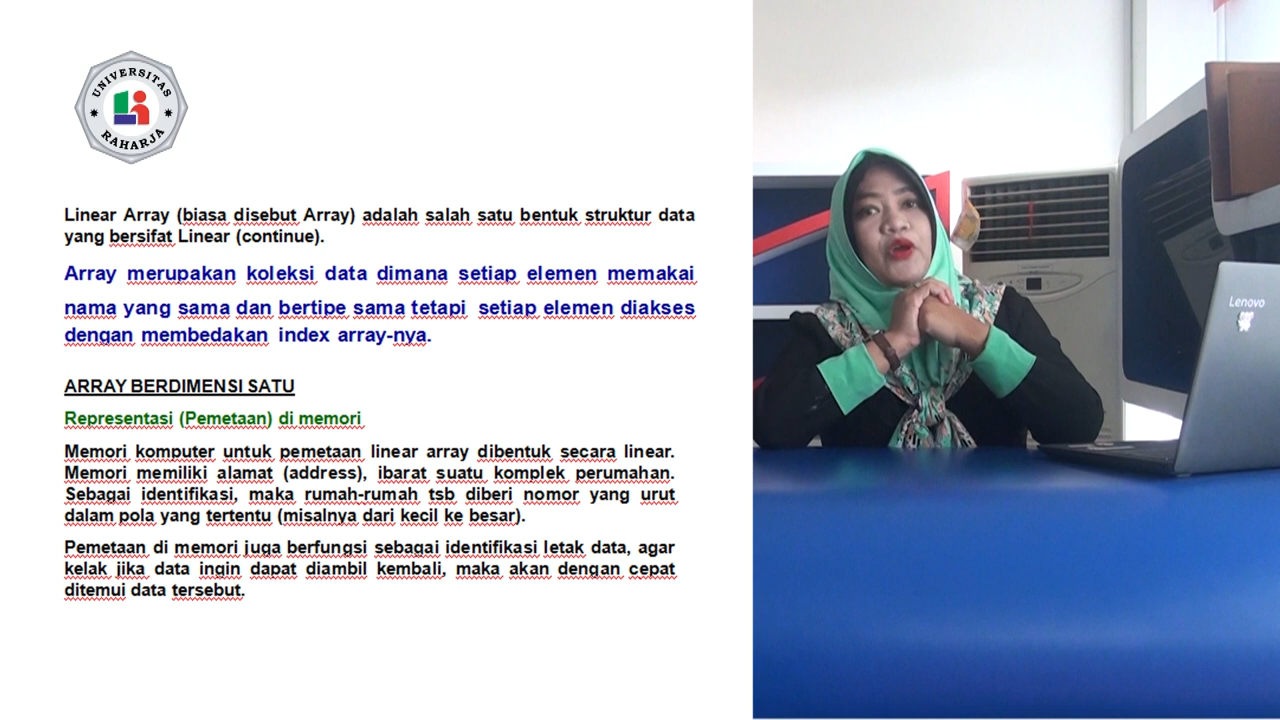 UNIVERSITAS
RAHARJA
Linear Array (biasa disebut Array) adalah salah satu bentuk struktur data
yang bersifat Linear (continue).
Array merupakan koleksi data dimana setiap elemen memakai
nama yang sama dan bertipe sama tetapi setiap elemen diakses
dengan membedakan index array-nya.
ARRAY BERDIMENSI SATU
Representasi (Pemetaan) di memori
Memori komputer untuk pemetaan linear array dibentuk secara linear.
Memori memiliki alamat (address), ibarat suatu komplek perumahan.
Sebagai identifikasi, maka rumah-rumah tsb diberi nomor yang urut
dalam pola yang tertentu (misalnya dari kecil ke besar).
Pemetaan di memori juga berfungsi sebagai identifikasi letak data, agar
kelak jika data ingin dapat diambil kembali, maka akan dengan cepat
ditemui data tersebut.
Lenovo